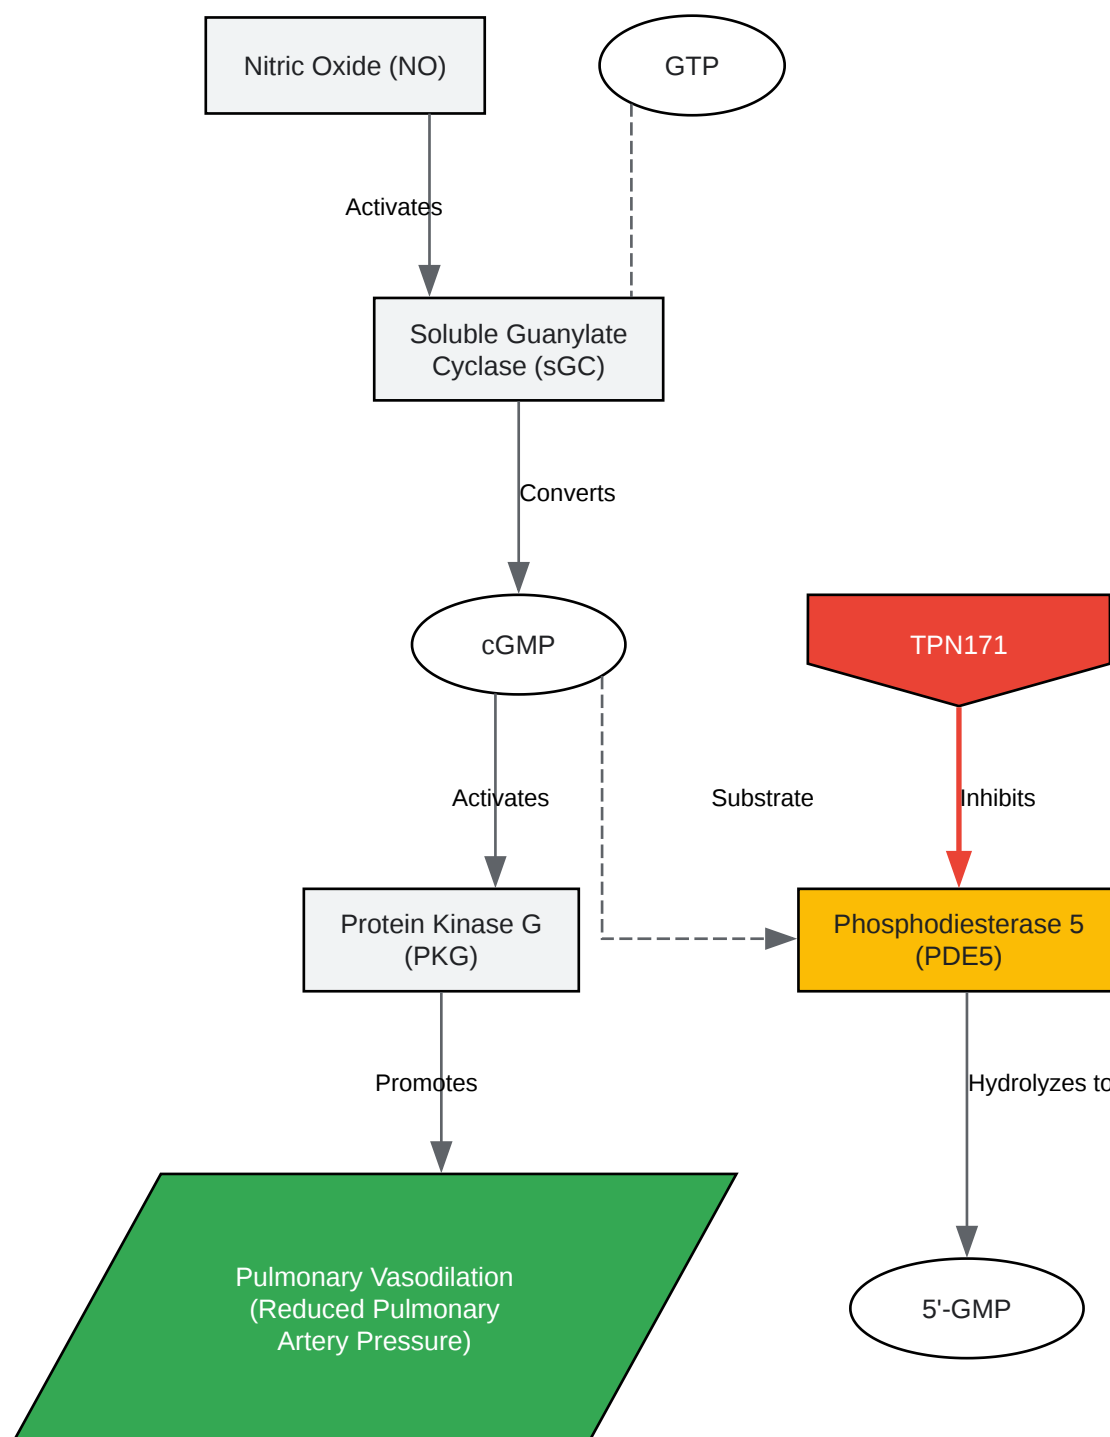 Nitric Oxide (NO)
GTP
Activates
Soluble Guanylate
Cyclase (sGC)
Converts
cGMP
TPN171
Activates
Substrate
Inhibits
Protein Kinase G
(PKG)
Phosphodiesterase 5
(PDE5)
Promotes
Hydrolyzes to
Pulmonary Vasodilation
(Reduced Pulmonary
Artery Pressure)
5'-GMP